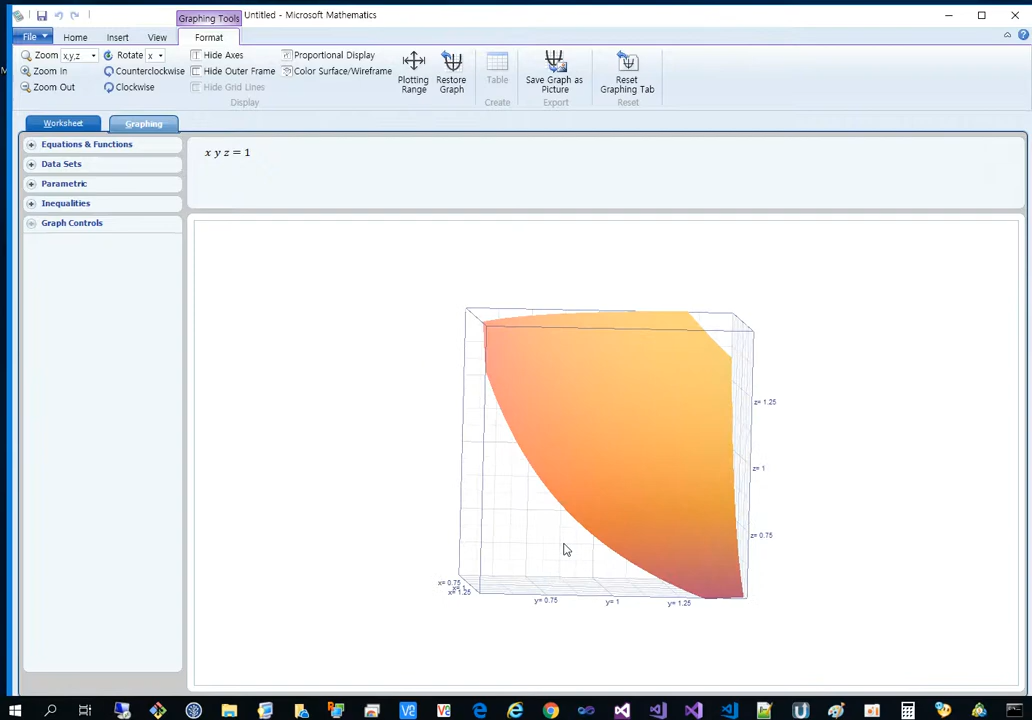 Graphing Tools
Untitled - Microsoft Mathematics
File
Home
Insert
View
Format
Zoom
x,y,z
Zoom In
Zoom Out
Rotate
x
Counterclockwise
Clockwise
Hide Axes
Hide Outer Frame
Hide Grid Lines
Proportional Display
Color Surface/Wireframe
Display
Plotting
Range
Restore
Graph
Table
Create
Save Graph as
Picture
Export
Reset
Graphing Tab
Reset
Worksheet
Graphing
Equations & Functions
Data Sets
Parametric
Inequalities
Graph Controls
x y z = 1
z= 1.25
z= 1
z= 0.75
x= 0.75
x= 1
x= 1.25
y= 0.75
y= 1
y= 1.25